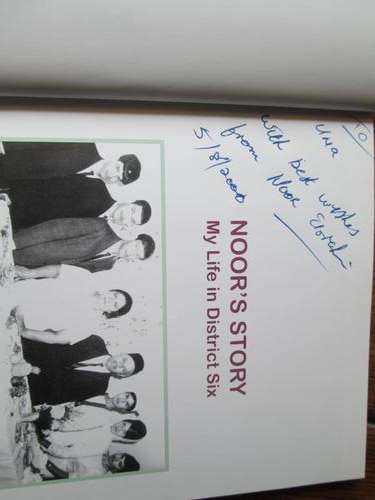 TO
Una
with best wishes
from Noor Ebrahim
5/8/2000
NOOR'S STORY
My Life in District Six